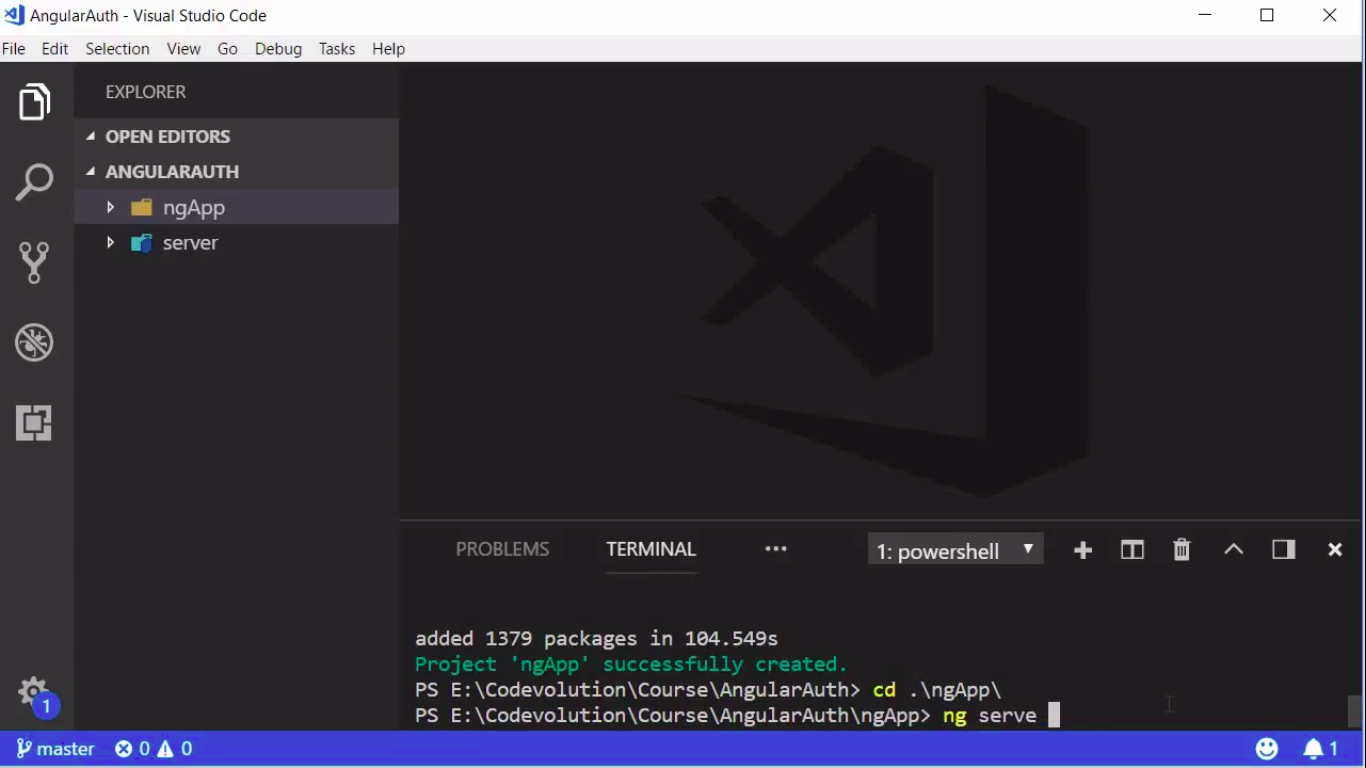 AngularAuth - Visual Studio Code
File Edit Selection View Go Debug Tasks Help
EXPLORER
OPEN EDITORS
ANGULARAUTH
ngApp
server
PROBLEMS TERMINAL ••• 1: powershell
added 1379 packages in 104.549s
Project 'ngApp' successfully created.
PS E:\Codevolution\Course\AngularAuth> cd .\ngApp\
PS E:\Codevolution\Course\AngularAuth\ngApp> ng serve
1
master 0 0 1